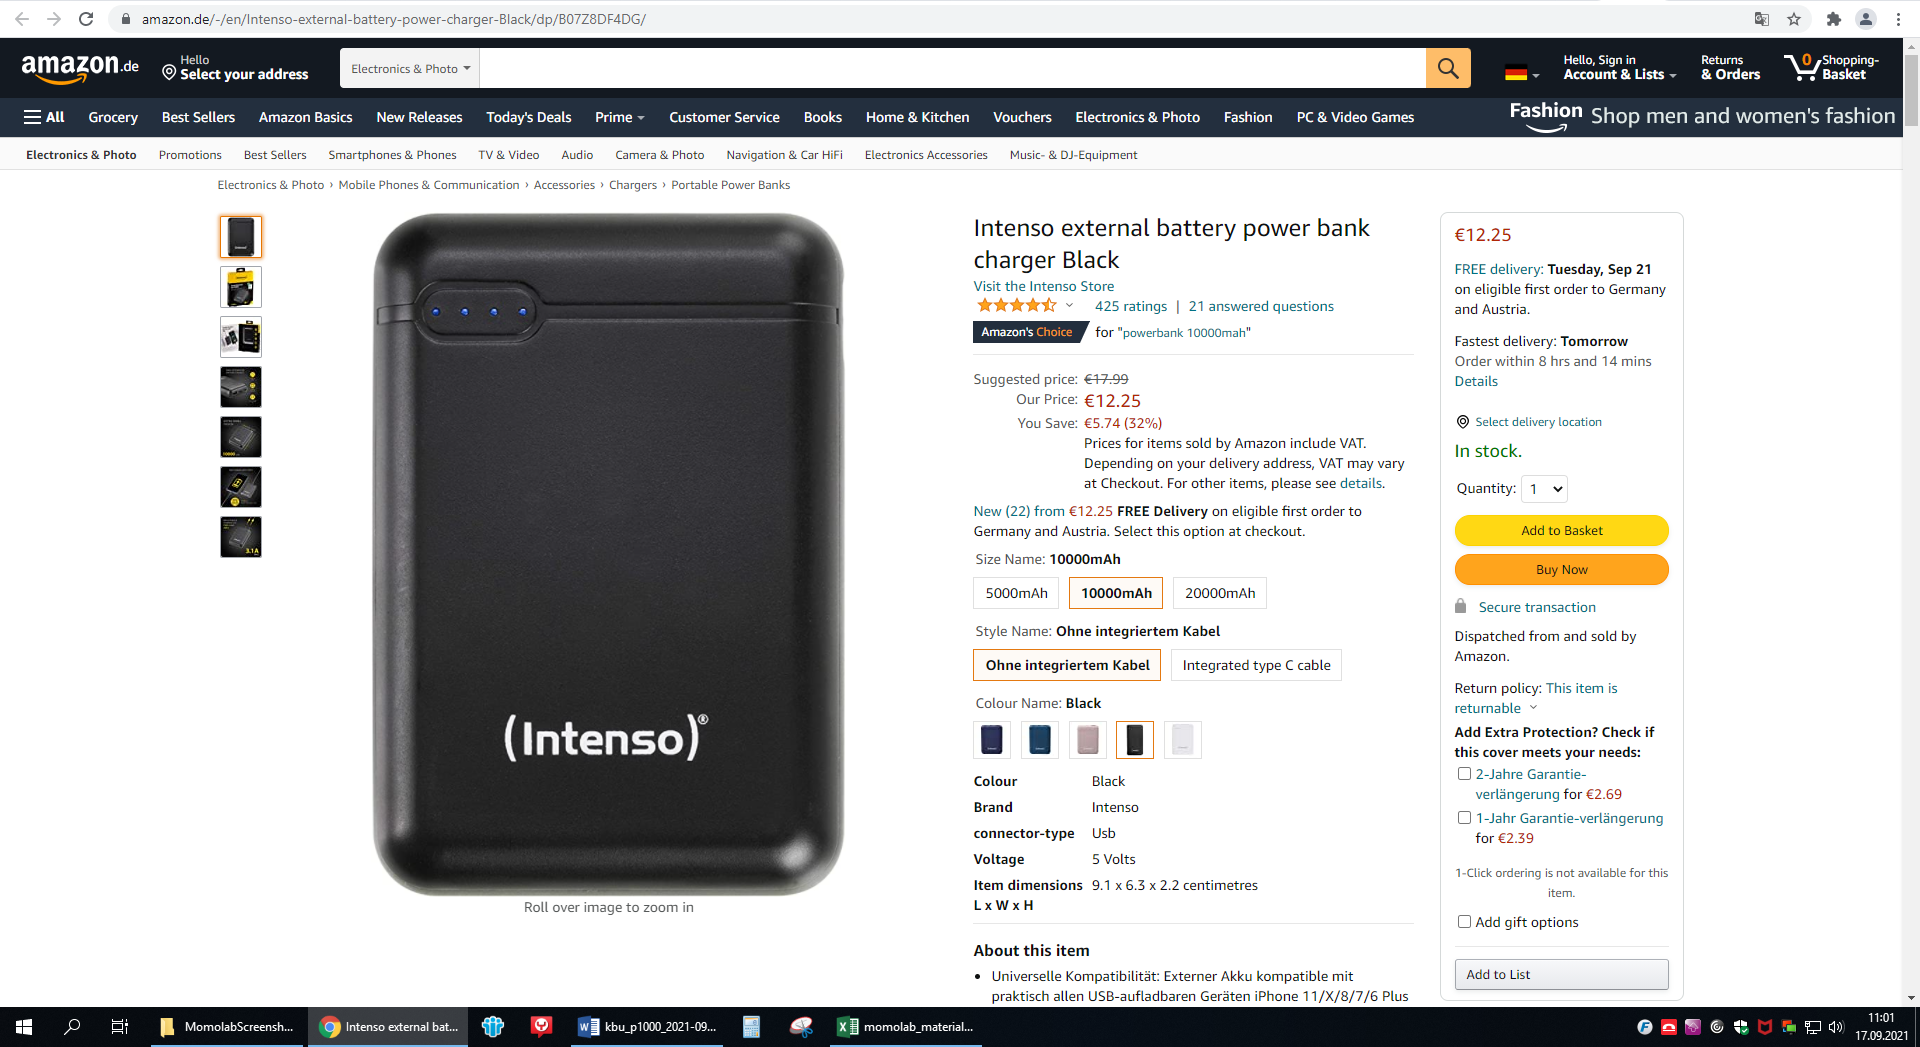 amazon.de/-/en/Intenso-external-battery-power-charger-Black/dp/B07Z8DF4DG/
amazon.de
Hello
Select your address
Electronics & Photo
Hello, Sign in
Account & Lists
Returns
& Orders
0
Shopping-
Basket
All
Grocery
Best Sellers
Amazon Basics
New Releases
Today's Deals
Prime
Customer Service
Books
Home & Kitchen
Vouchers
Electronics & Photo
Fashion
PC & Video Games
Fashion Shop men and women's fashion
Electronics & Photo
Promotions
Best Sellers
Smartphones & Phones
TV & Video
Audio
Camera & Photo
Navigation & Car HiFi
Electronics Accessories
Music- & DJ-Equipment
Electronics & Photo › Mobile Phones & Communication › Accessories › Chargers › Portable Power Banks
(Intenso)®
Roll over image to zoom in
Intenso external battery power bank
charger Black
Visit the Intenso Store
425 ratings | 21 answered questions
Amazon's Choice for "powerbank 10000mah"
Suggested price: €17.99
Our Price: €12.25
You Save: €5.74 (32%)
Prices for items sold by Amazon include VAT.
Depending on your delivery address, VAT may vary
at Checkout. For other items, please see details.
New (22) from €12.25 FREE Delivery on eligible first order to
Germany and Austria. Select this option at checkout.
Size Name: 10000mAh
5000mAh
10000mAh
20000mAh
Style Name: Ohne integriertem Kabel
Ohne integriertem Kabel
Integrated type C cable
Colour Name: Black
Colour Black
Brand Intenso
connector-type Usb
Voltage 5 Volts
Item dimensions 9.1 x 6.3 x 2.2 centimetres
L x W x H
About this item
• Universelle Kompatibilität: Externer Akku kompatible mit
praktisch allen USB-aufladbaren Geräten iPhone 11/X/8/7/6 Plus
€12.25
FREE delivery: Tuesday, Sep 21
on eligible first order to Germany
and Austria.
Fastest delivery: Tomorrow
Order within 8 hrs and 14 mins
Details
Select delivery location
In stock.
Quantity: 1
Add to Basket
Buy Now
Secure transaction
Dispatched from and sold by
Amazon.
Return policy: This item is
returnable
Add Extra Protection? Check if
this cover meets your needs:
2-Jahre Garantie-
verlängerung for €2.69
1-Jahr Garantie-verlängerung
for €2.39
1-Click ordering is not available for this
item.
Add gift options
Add to List
MomolabScreensh...
Intenso external bat...
kbu_p1000_2021-09...
momolab_material...
11:01
17.09.2021